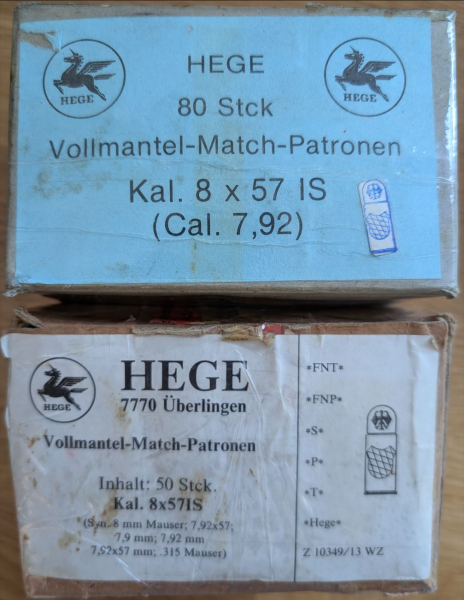 HEGE
HEGE
HEGE
80 Stck
Vollmantel-Match-Patronen
Kal. 8 x 57 IS
(Cal. 7,92)
HEGE
HEGE
7770 Überlingen
Vollmantel-Match-Patronen
Inhalt: 50 Stck.
Kal. 8x57IS
(Syn. 8 mm Mauser; 7,92x57;
7,9 mm; 7,92 mm
7,92x57 mm; .315 Mauser)
*FNT*
*FNP*
*S*
*P*
*T*
*Hege*
Z 10349/13 WZ